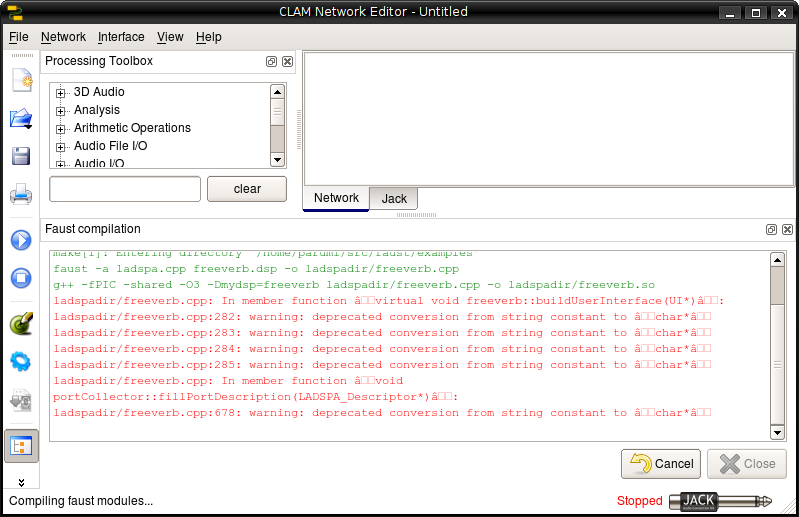 CLAM Network Editor - Untitled
File Network Interface View Help
Processing Toolbox
3D Audio
Analysis
Arithmetic Operations
Audio File I/O
Audio I/O
clear
Network Jack
Faust compilation
make[1]: Entering directory /home/parumi/src/faust/examples
faust -a ladspa.cpp freeverb.dsp -o ladspadir/freeverb.cpp
g++ -fPIC -shared -O3 -Dmydsp=freeverb ladspadir/freeverb.cpp -o ladspadir/freeverb.so
ladspadir/freeverb.cpp: In member function â€virtual void freeverb::buildUserInterface(UI*)â€:
ladspadir/freeverb.cpp:282: warning: deprecated conversion from string constant to â€char*â€
ladspadir/freeverb.cpp:283: warning: deprecated conversion from string constant to â€char*â€
ladspadir/freeverb.cpp:284: warning: deprecated conversion from string constant to â€char*â€
ladspadir/freeverb.cpp:285: warning: deprecated conversion from string constant to â€char*â€
ladspadir/freeverb.cpp: In member function â€void
portCollector::fillPortDescription(LADSPA_Descriptor*)â€:
ladspadir/freeverb.cpp:678: warning: deprecated conversion from string constant to â€char*â€
Cancel Close
Compiling faust modules...
Stopped JACK